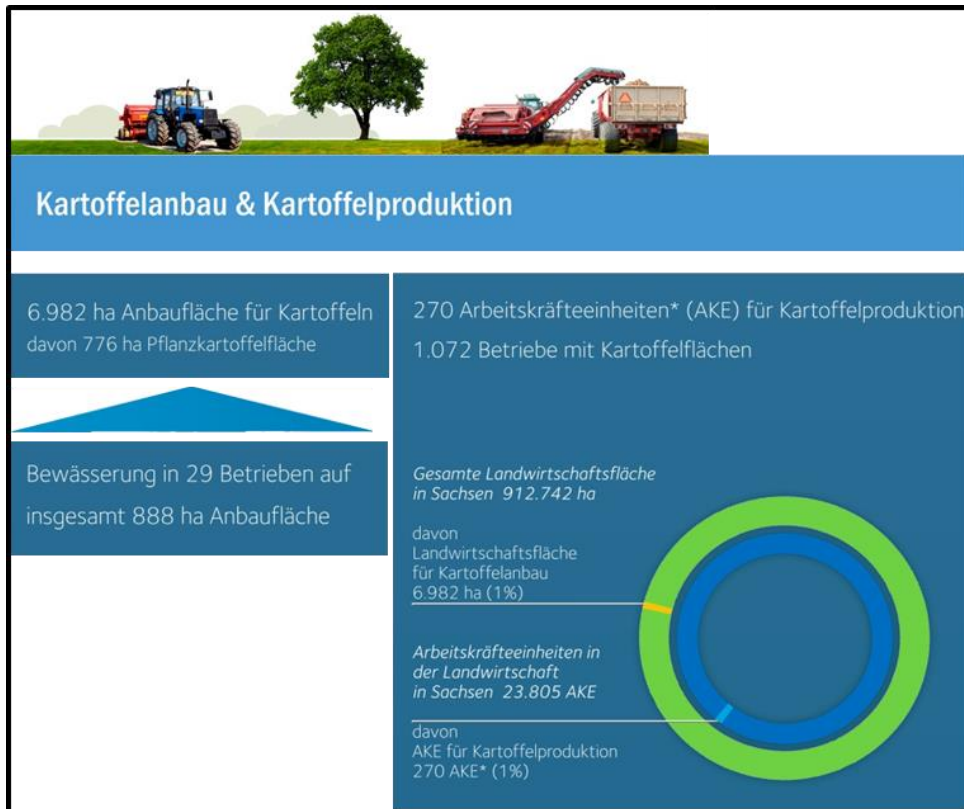 Kartoffelanbau & Kartoffelproduktion
6.982 ha Anbaufläche für Kartoffeln
davon 776 ha Pflanzkartoffelfläche
Bewässerung in 29 Betrieben auf
insgesamt 888 ha Anbaufläche
270 Arbeitskräfteeinheiten* (AKE) für Kartoffelproduktion
1.072 Betriebe mit Kartoffelflächen
Gesamte Landwirtschaftsfläche
in Sachsen 912.742 ha
davon
Landwirtschaftsfläche
für Kartoffelanbau
6.982 ha (1%)
Arbeitskräfteeinheiten in
der Landwirtschaft
in Sachsen 23.805 AKE
davon
AKE für Kartoffelproduktion
270 AKE* (1%)